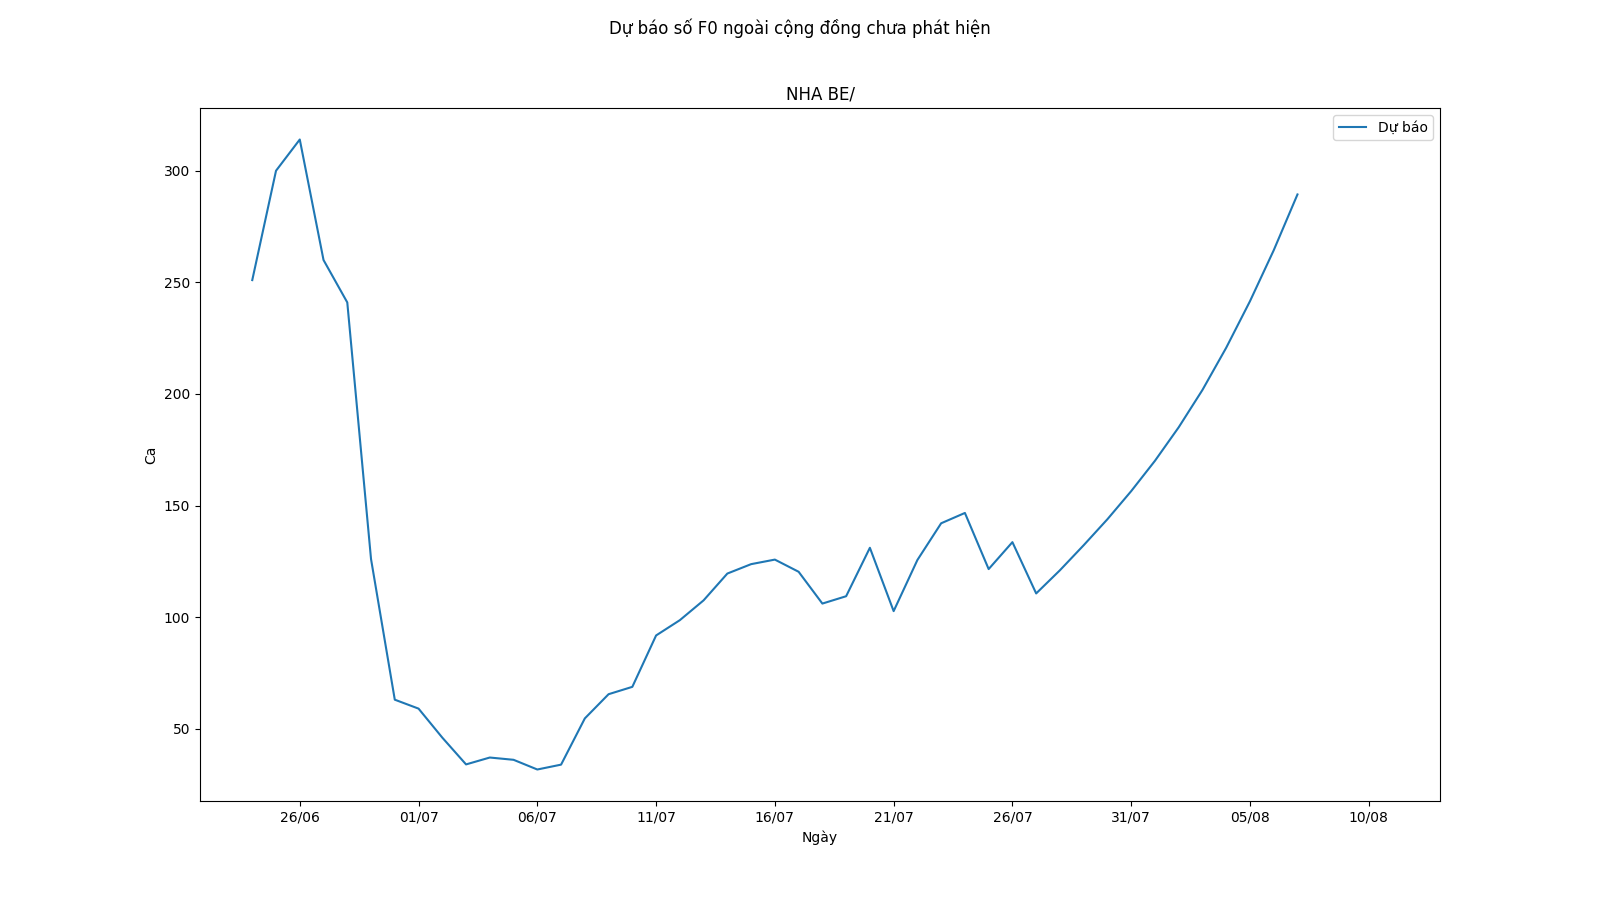 Dự báo số F0 ngoài cộng đồng chưa phát hiện
NHA BE/
Dự báo
300
250
200
150
100
50
Ca
26/06 01/07 06/07 11/07 16/07 21/07 26/07 31/07 05/08 10/08
Ngày